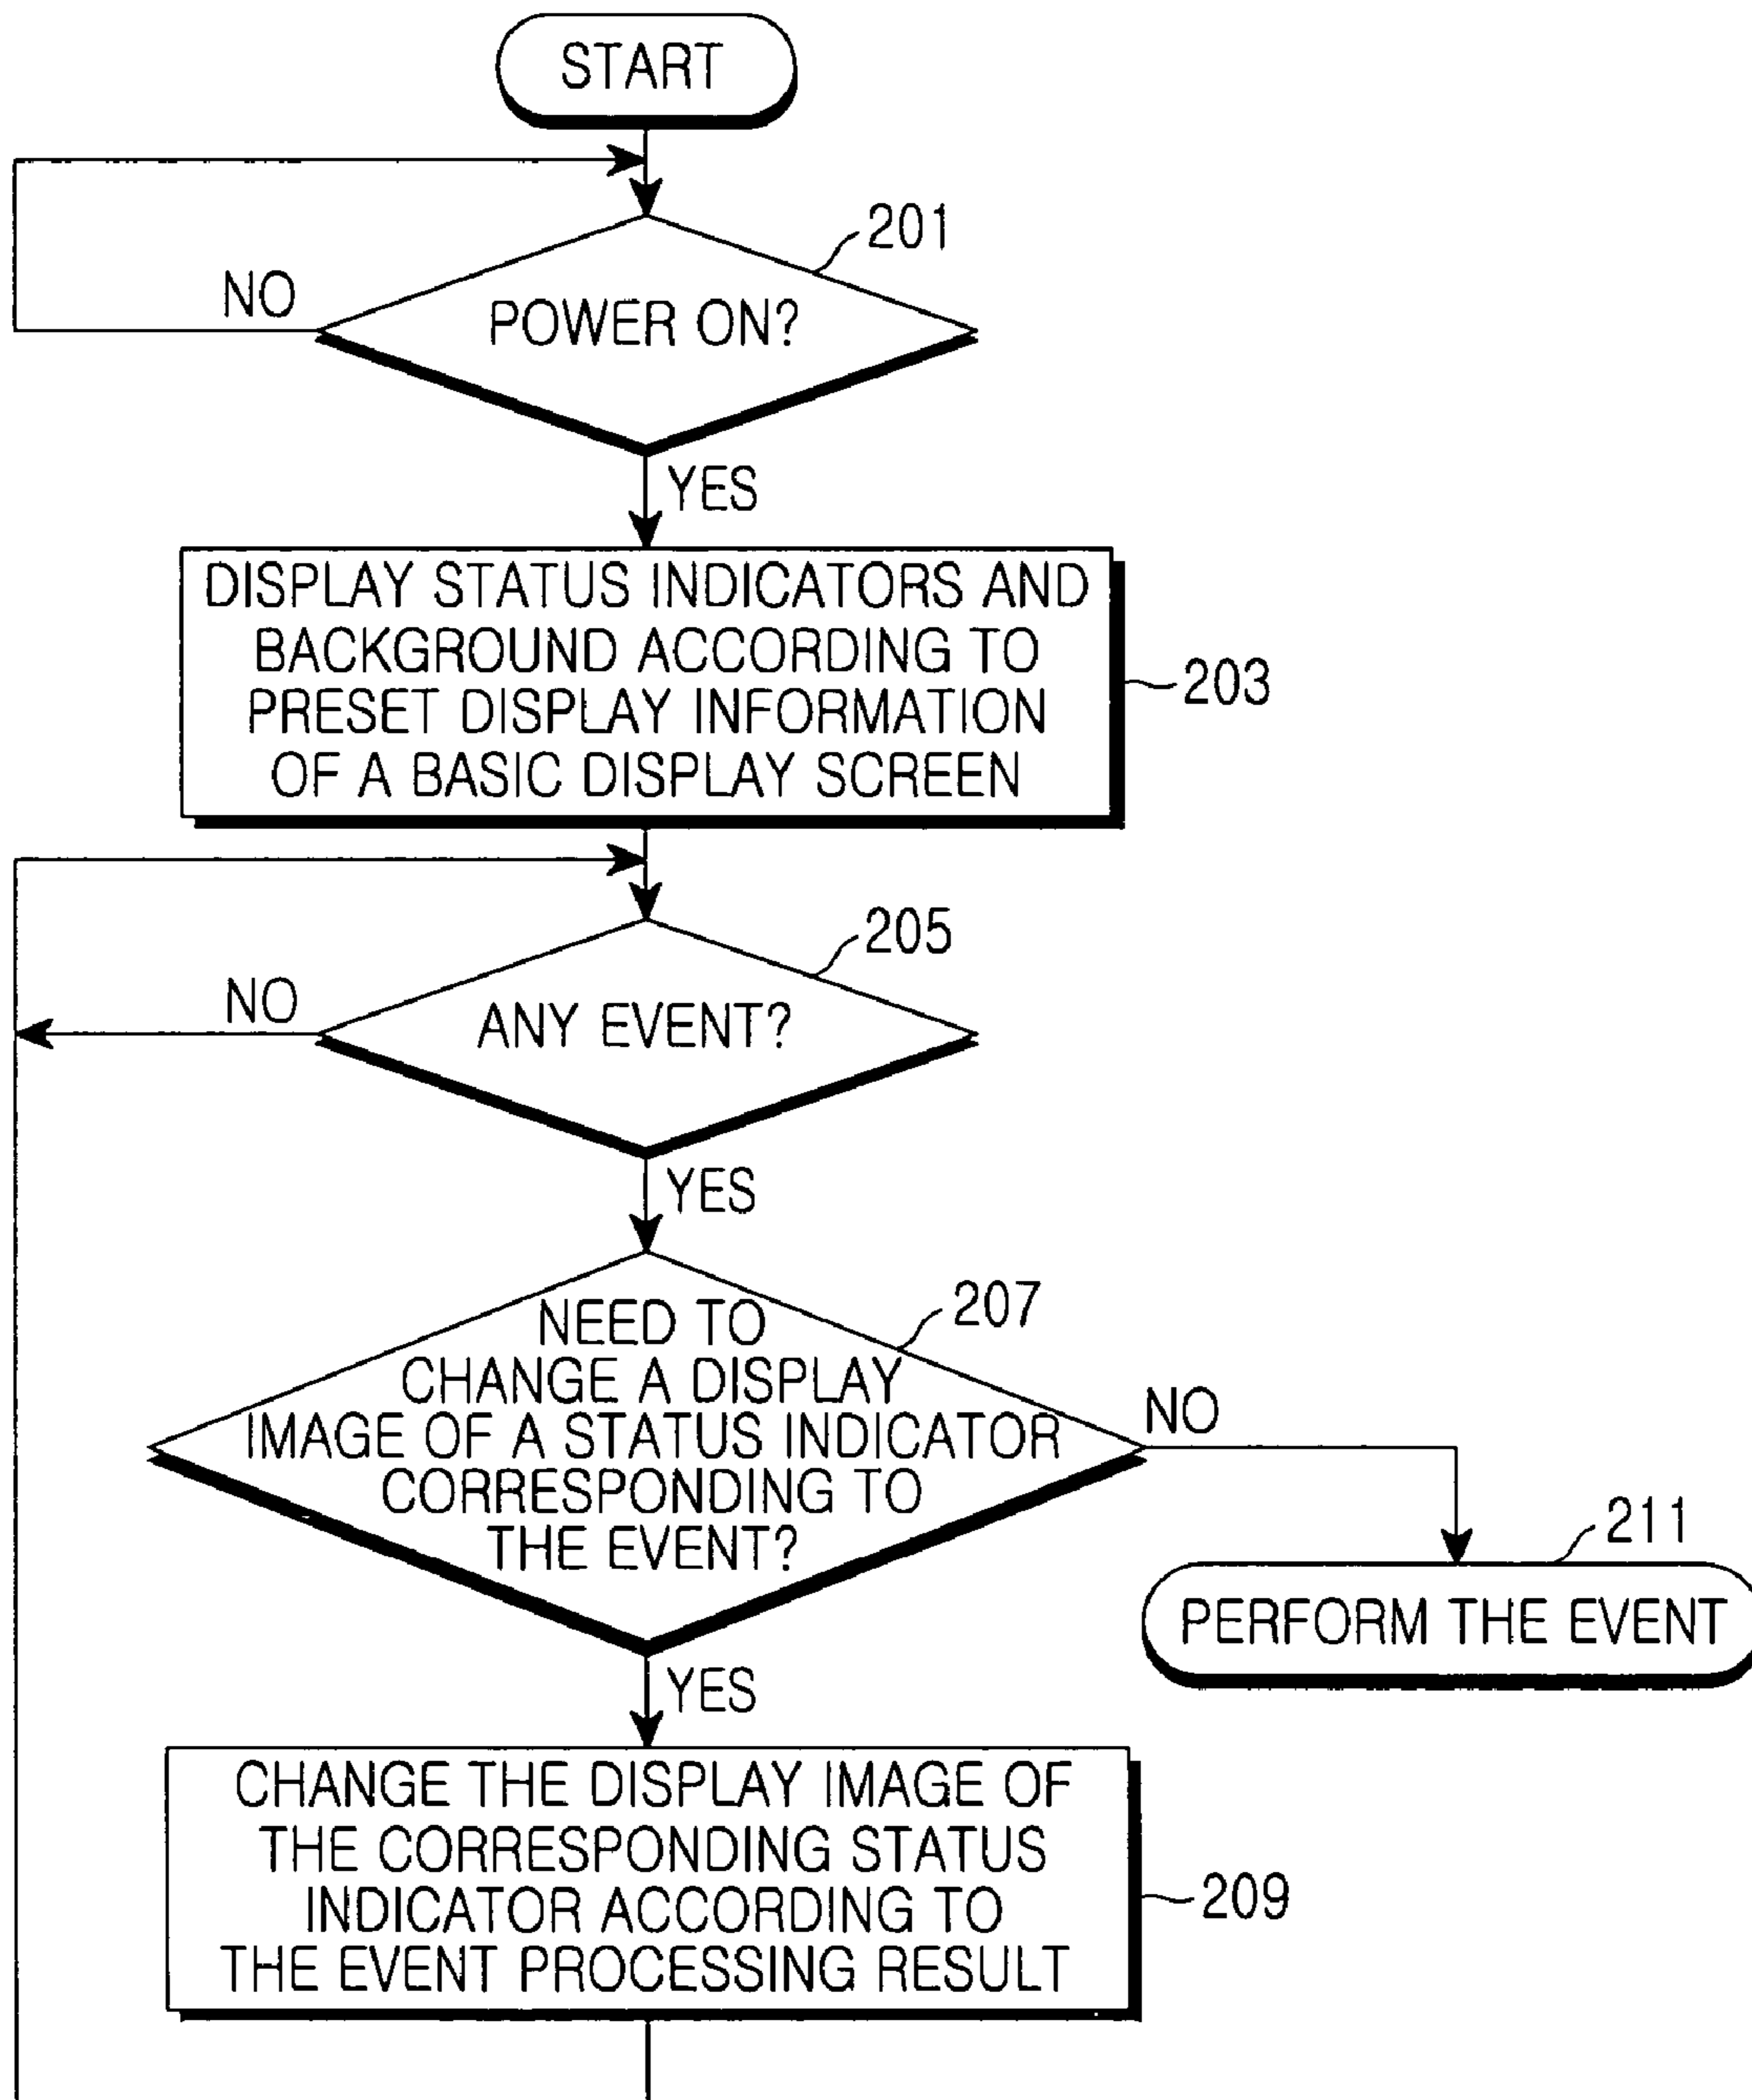 START
201
NO
POWER ON?
YES
DISPLAY STATUS INDICATORS AND
BACKGROUND ACCORDING TO
PRESET DISPLAY INFORMATION
OF A BASIC DISPLAY SCREEN
203
205
NO
ANY EVENT?
YES
207
NEED TO
CHANGE A DISPLAY
IMAGE OF A STATUS INDICATOR
CORRESPONDING TO
THE EVENT?
NO
211
PERFORM THE EVENT
YES
CHANGE THE DISPLAY IMAGE OF
THE CORRESPONDING STATUS
INDICATOR ACCORDING TO
THE EVENT PROCESSING RESULT
209